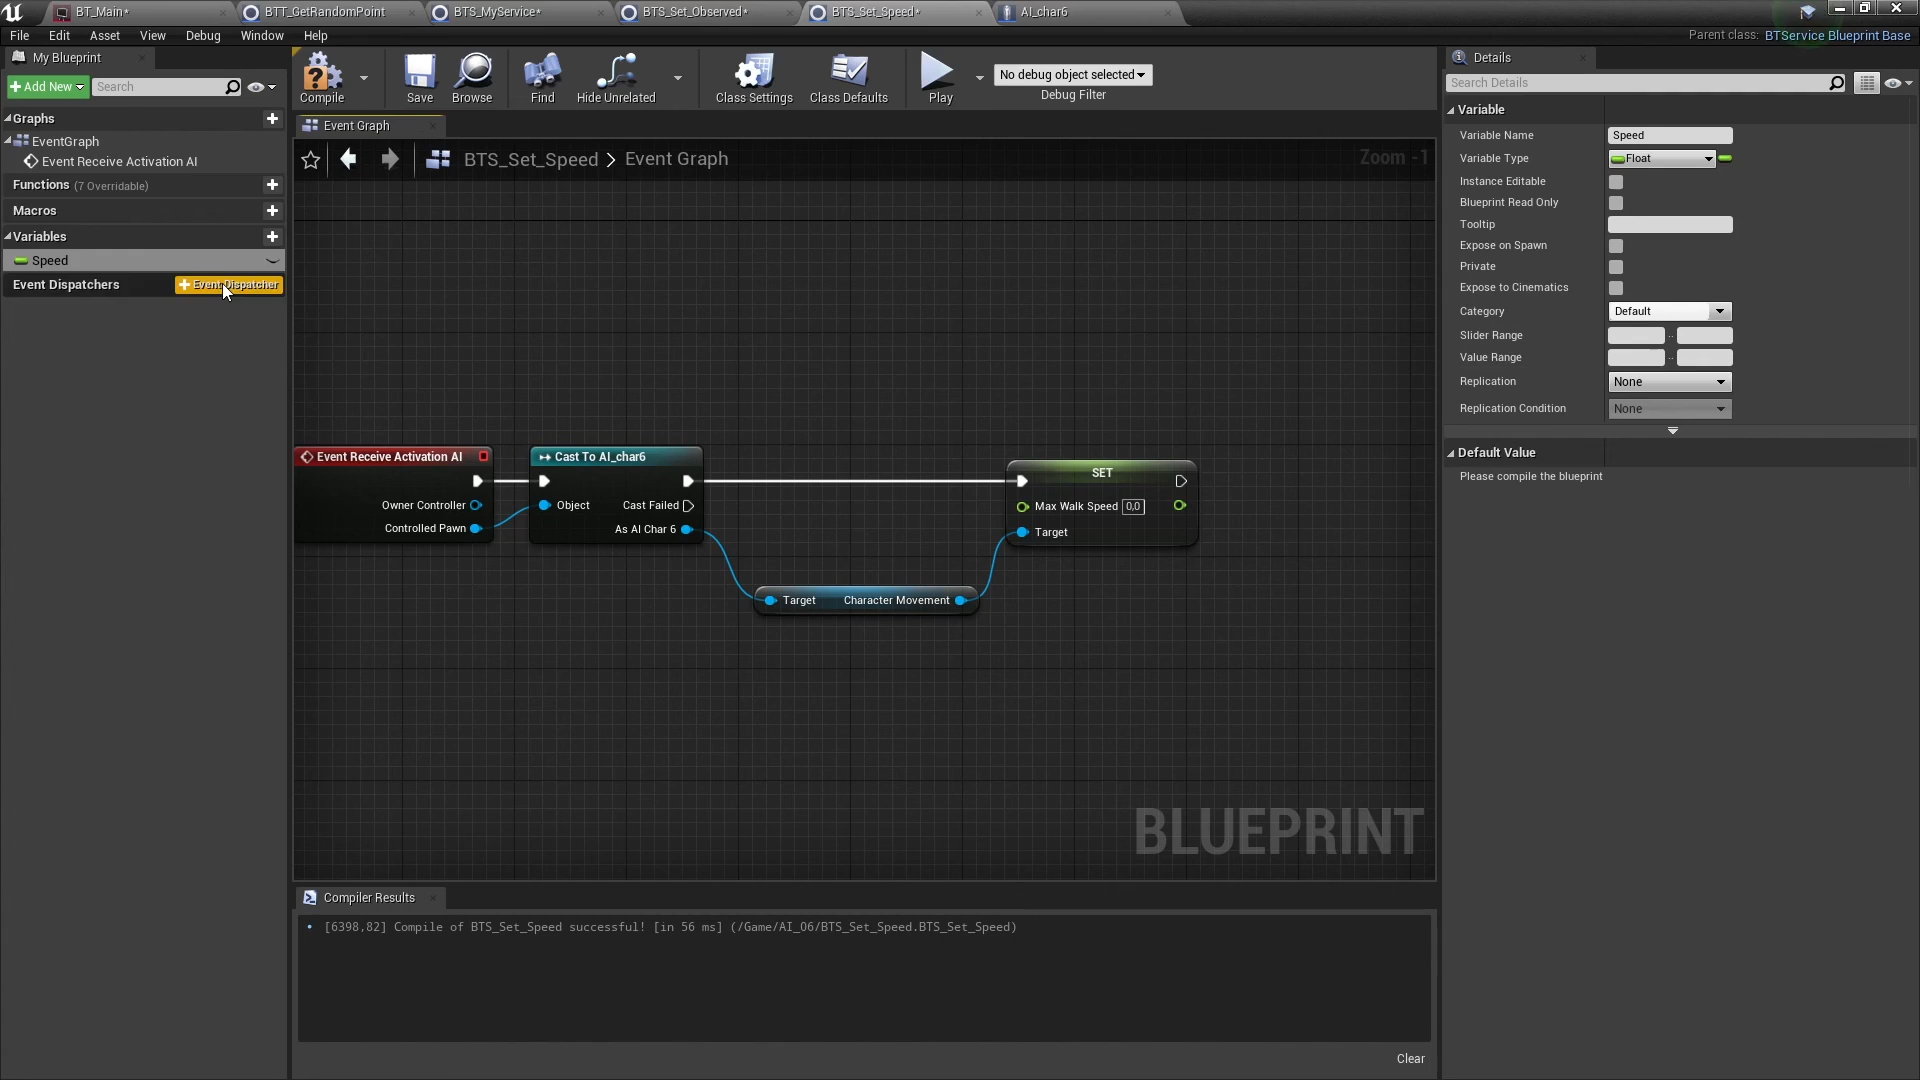 BT_Main*
BTT_GetRandomPoint
BTS_MyService*
BTS_Set_Observed*
BTS_Set_Speed*
AI_char6
File
Edit
Asset
View
Debug
Window
Help
Parent class:
BTService Blueprint Base
My Blueprint
Add New
Search
Graphs
EventGraph
Event Receive Activation AI
Functions (7 Overridable)
Macros
Variables
Speed
Event Dispatchers
Event Dispatcher
Compile
Save
Browse
Find
Hide Unrelated
Class Settings
Class Defaults
Play
No debug object selected
Debug Filter
Event Graph
BTS_Set_Speed > Event Graph
Zoom -1
Event Receive Activation AI
Owner Controller
Controlled Pawn
Cast To AI_char6
Object
Cast Failed
As AI Char 6
Target
Character Movement
SET
Max Walk Speed 0,0
Target
BLUEPRINT
Compiler Results
• [6398,82] Compile of BTS_Set_Speed successful! [in 56 ms] (/Game/AI_06/BTS_Set_Speed.BTS_Set_Speed)
Clear
Details
Search Details
Variable
Variable Name
Speed
Variable Type
Float
Instance Editable
Blueprint Read Only
Tooltip
Expose on Spawn
Private
Expose to Cinematics
Category
Default
Slider Range
..
Value Range
..
Replication
None
Replication Condition
None
Default Value
Please compile the blueprint